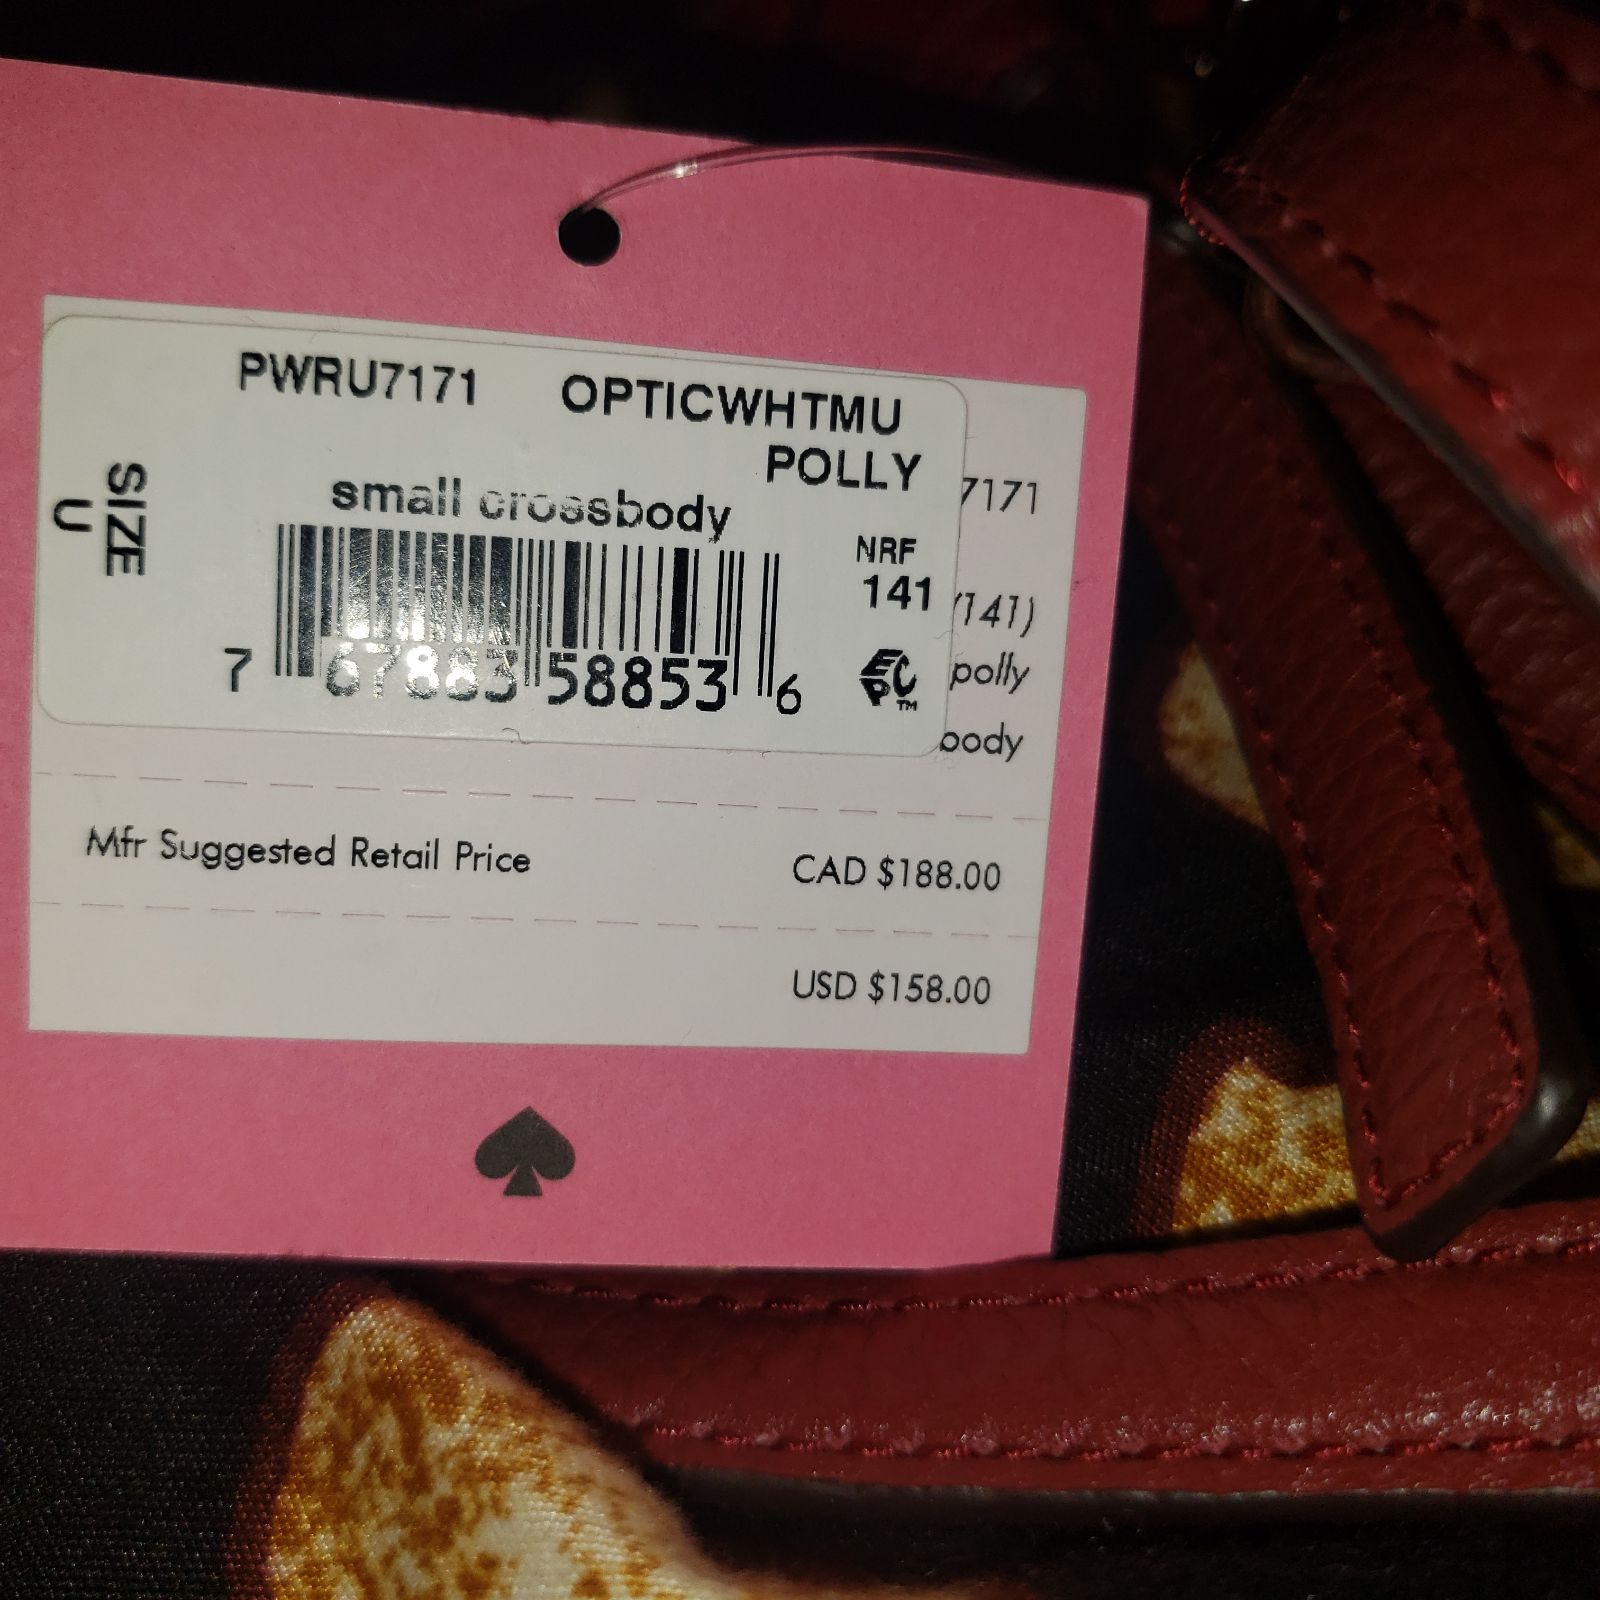 PWRU7171 OPTICWHTMU
POLLY
small crossbody
SIZE
U
NRF
141
7 67883 58853 6
EPC™
7171
(141)
polly
body
Mfr Suggested Retail Price CAD $188.00
USD $158.00